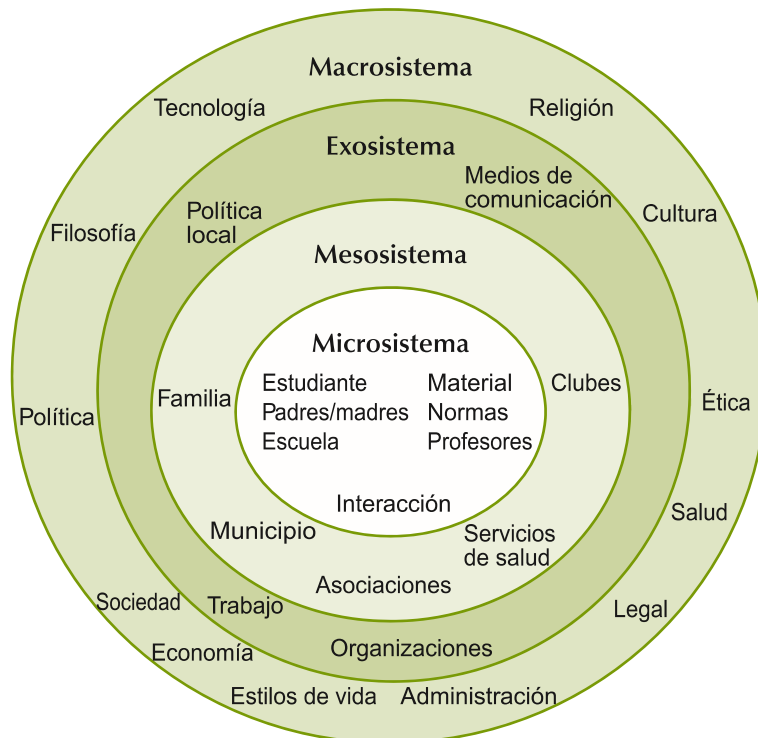 Macrosistema
Tecnología
Religión
Exosistema
Medios de
comunicación
Política
local
Cultura
Filosofía
Mesosistema
Microsistema
Estudiante
Material
Familia
Clubes
Padres/madres
Normas
Ética
Política
Escuela
Profesores
Interacción
Salud
Municipio
Servicios
de salud
Asociaciones
Sociedad
Trabajo
Legal
Economía
Organizaciones
Estilos de vida
Administración